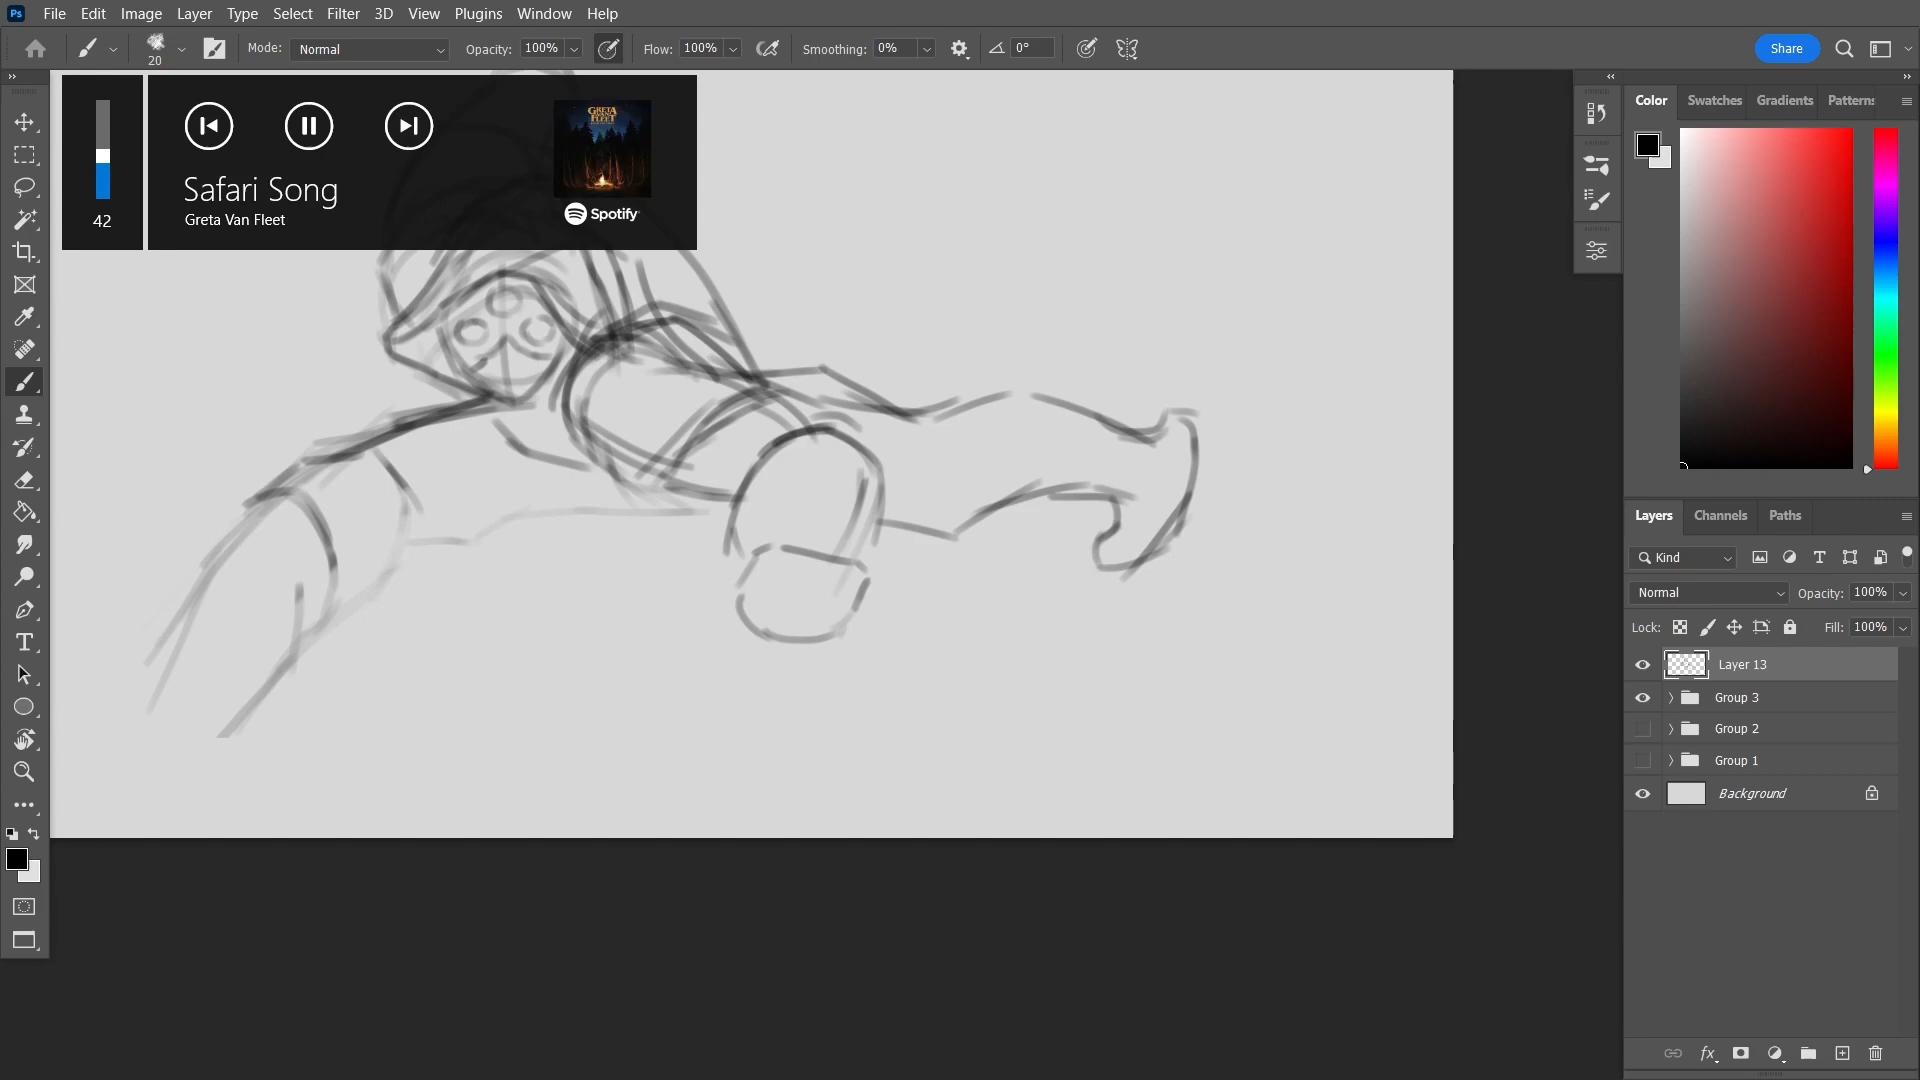 Ps File Edit Image Layer Type Select Filter 3D View Plugins Window Help
20 Mode: Normal Opacity: 100% Flow: 100% Smoothing: 0% 0° Share
Color Swatches Gradients Patterns
42
Safari Song
Greta Van Fleet
GRETA
VAN
FLEET
Spotify
Layers Channels Paths
Kind
Normal Opacity: 100%
Lock: Fill: 100%
Layer 13
Group 3
Group 2
Group 1
Background
fx